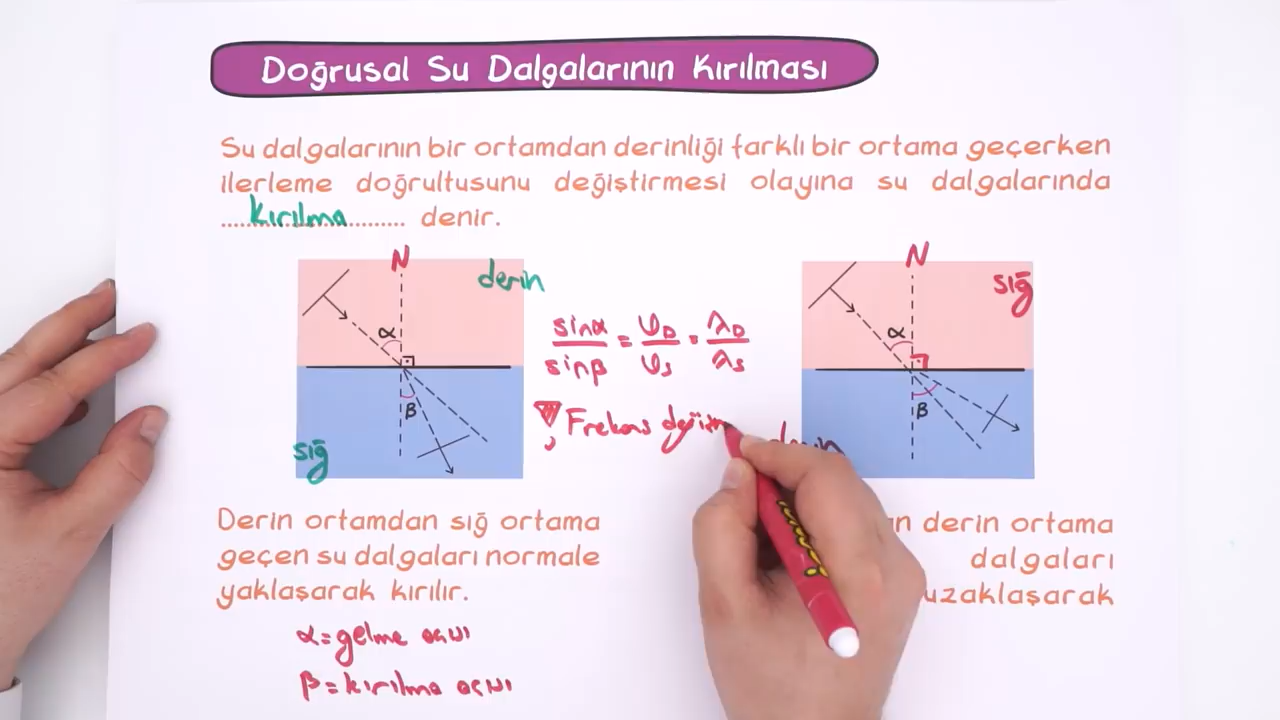 Doğrusal Su Dalgalarının Kırılması
Su dalgalarının bir ortamdan derinliği farklı bir ortama geçerken
ilerleme doğrultusunu değiştirmesi olayına su dalgalarında
kırılma denir.
N
derin
α
β
sığ
sinα/sinβ = υD/υS = λD/λS
! Frekans değişm
N
sığ
α
β
derin
Derin ortamdan sığ ortama
geçen su dalgaları normale
yaklaşarak kırılır.
α = gelme açısı
β = kırılma açısı
derin ortama
dalgaları
uzaklaşarak